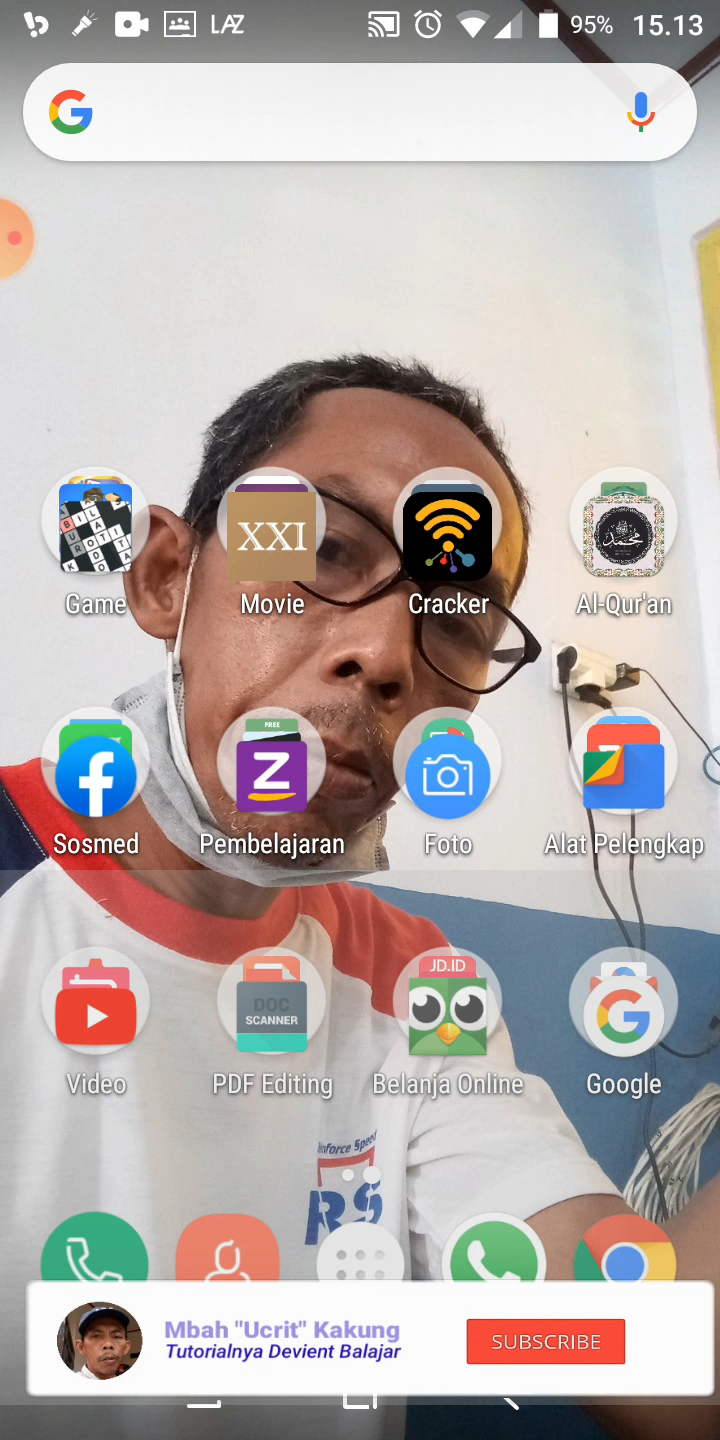 LAZ
95%
15.13
XXI
Game
Movie
Cracker
Al-Qur'an
FREE
Z
Sosmed
Pembelajaran
Foto
Alat Pelengkap
JD.ID
DOC
SCANNER
Video
PDF Editing
Belanja Online
Google
RS
Mbah "Ucrit" Kakung
Tutorialnya Devient Balajar
SUBSCRIBE